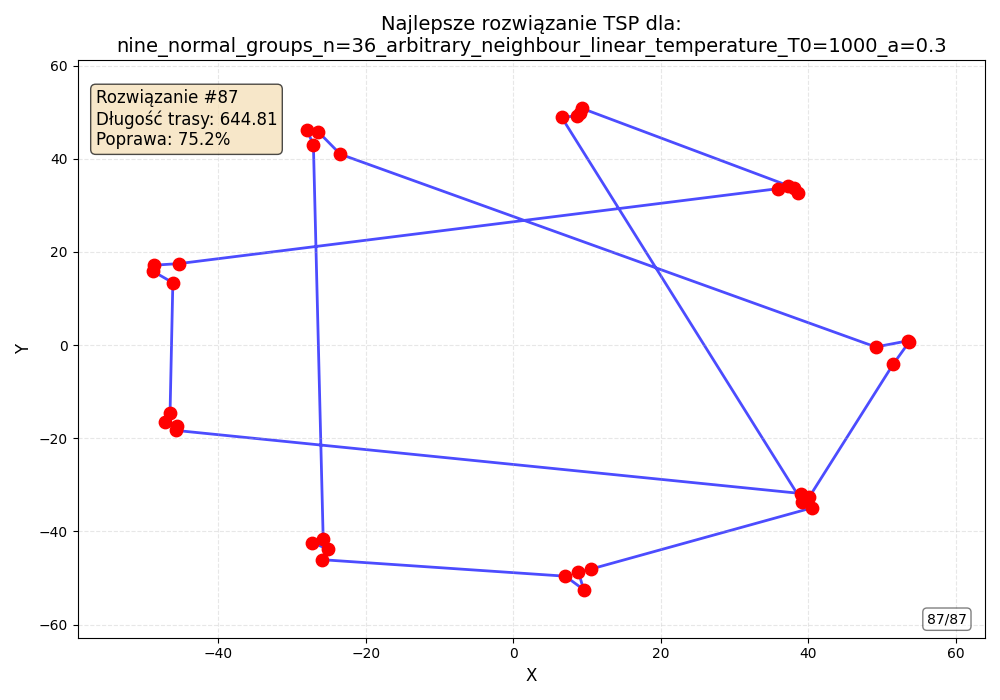 Najlepsze rozwiązanie TSP dla:
nine_normal_groups_n=36_arbitrary_neighbour_linear_temperature_T0=1000_a=0.3
Rozwiązanie #87
Długość trasy: 644.81
Poprawa: 75.2%
60
40
20
0
−20
−40
−60
Y
87/87
−40
−20
0
20
40
60
X